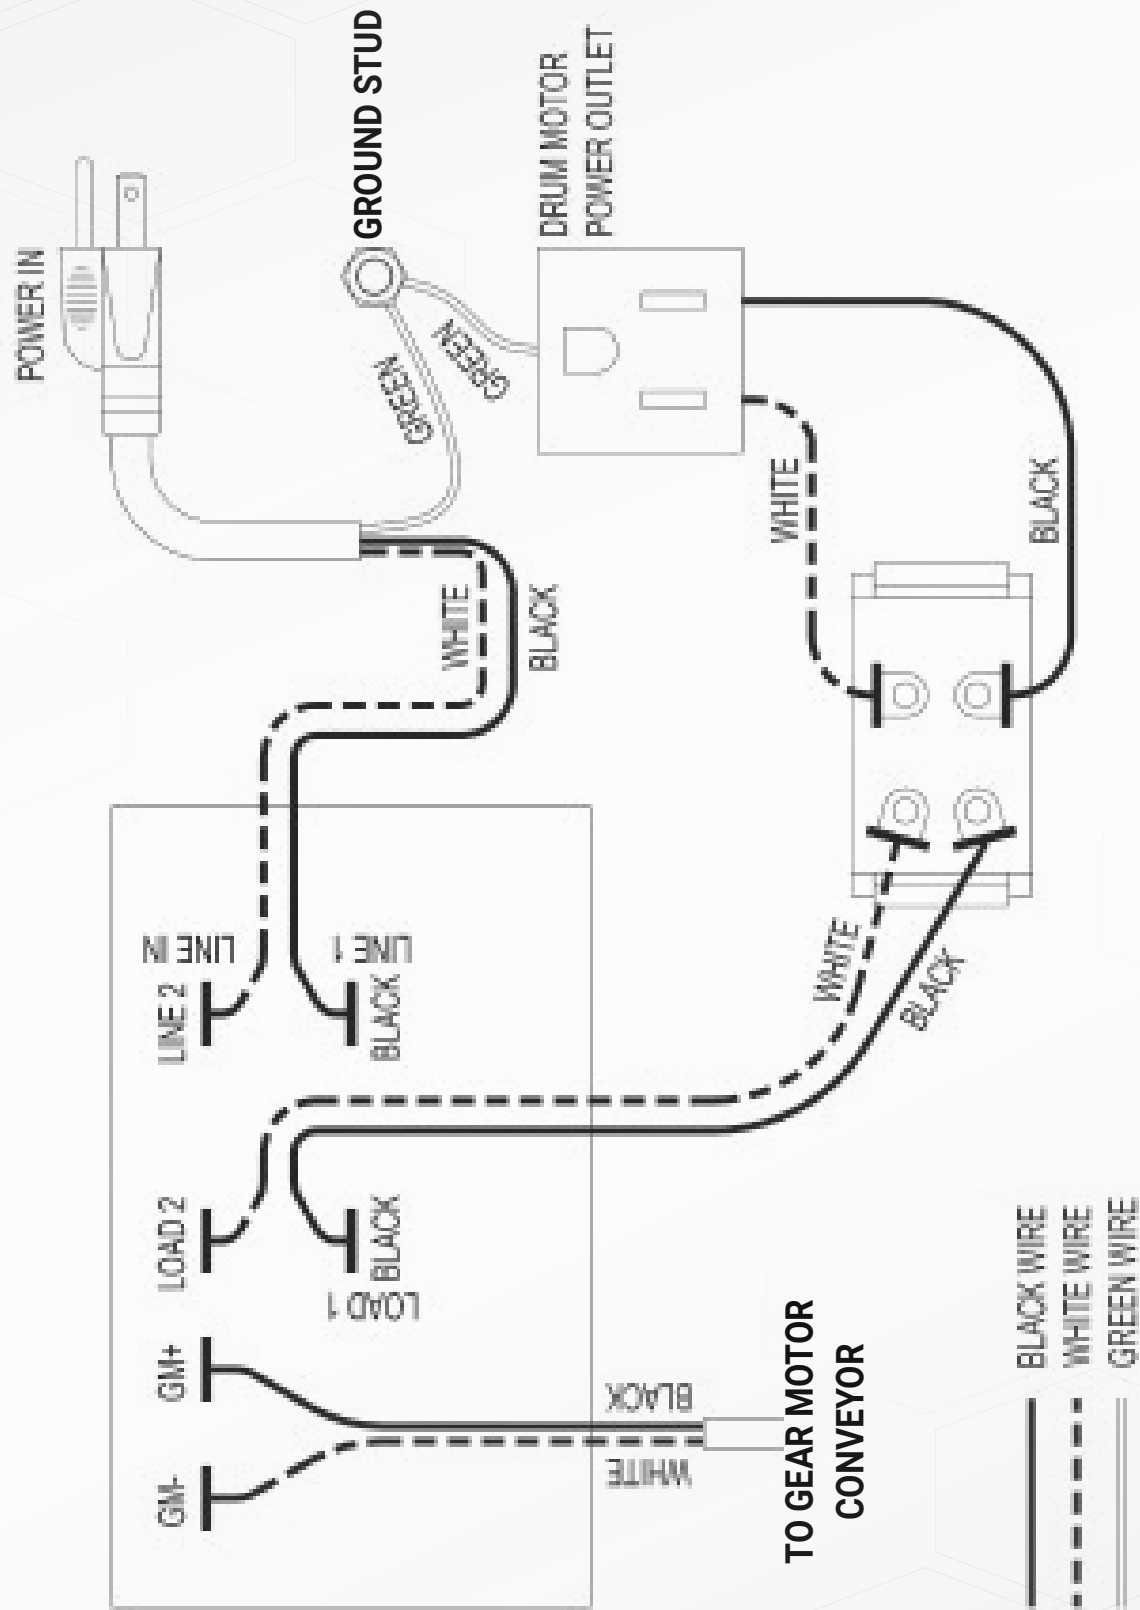 POWER IN
GROUND STUD
DRUM MOTOR
POWER OUTLET
GREEN
GREEN
WHITE
BLACK
WHITE
BLACK
LINE IN
LINE 2
LINE 1
BLACK
WHITE
BLACK
LOAD 2
BLACK
LOAD 1
GM+
GM-
BLACK
WHITE
TO GEAR MOTOR
CONVEYOR
BLACK WIRE
WHITE WIRE
GREEN WIRE